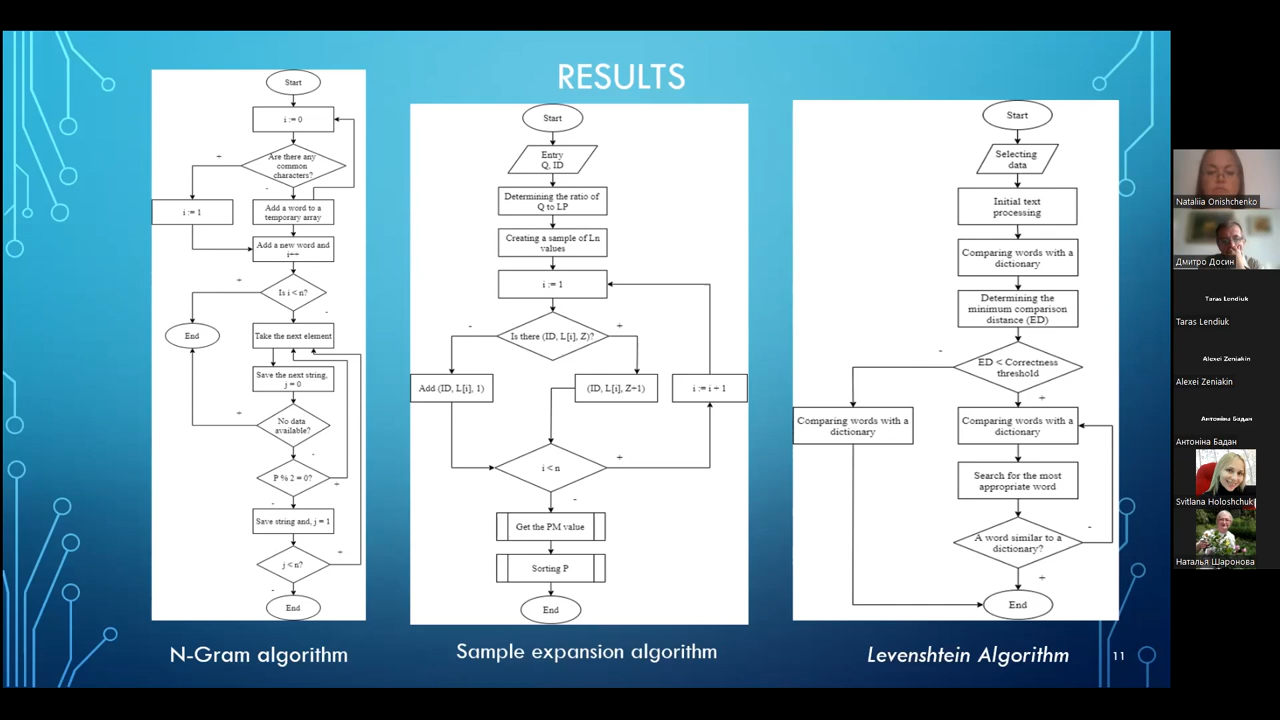 RESULTS
Start
i := 0
Are there any
common
characters?
+
-
i := 1
Add a word to a
temporary array
Add a new word and
i++
Is i < n?
+
-
End
Take the next element
Save the next string,
j = 0
No data
available?
+
-
P % 2 = 0?
+
-
Save string and, j = 1
j < n?
+
-
End
N-Gram algorithm
Start
Entry
Q, ID
Determining the ratio of
Q to LP
Creating a sample of Ln
values
i := 1
Is there (ID, L[i], Z)?
-
+
Add (ID, L[i], 1)
(ID, L[i], Z+1)
i := i + 1
i < n
+
-
Get the PM value
Sorting P
End
Sample expansion algorithm
Start
Selecting
data
Initial text
processing
Comparing words with a
dictionary
Determining the
minimum comparison
distance (ED)
ED < Correctness
threshold
-
+
Comparing words with a
dictionary
Comparing words with a
dictionary
Search for the most
appropriate word
A word similar to a
dictionary?
-
+
End
Levenshtein Algorithm
11
Nataliia Onishchenko
Дмитро Досин
Taras Lendiuk
Taras Lendiuk
Alexei Zeniakin
Alexei Zeniakin
Антоніна Бадан
Антоніна Бадан
Svitlana Holoshchuk
Наталья Шаронова